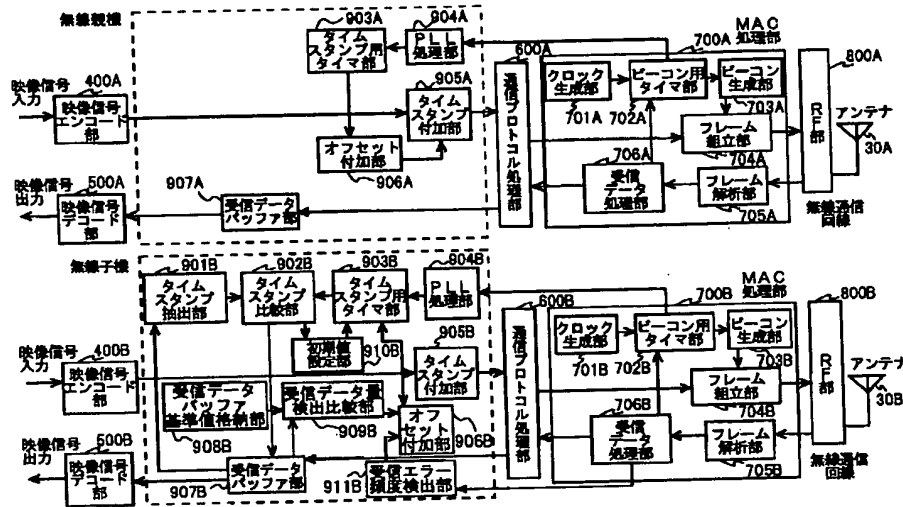 無線親機
903A
タイム
スタンプ用
タイマ部
904A
PLL
処理部
映像信号
入力
400A
映像信号
エンコード
部
905A
タイム
スタンプ
付加部
オフセット
付加部
906A
映像信号
出力
500A
映像信号
デコード
部
907A
受信データ
バッファ部
600A
通信プロトコル処理部
700A
MAC
処理部
クロック
生成部
701A
ビーコン用
タイマ部
702A
ビーコン
生成部
703A
フレーム
組立部
704A
706A
受信
データ
処理部
フレーム
解析部
705A
800A
RF部
アンテナ
30A
無線通信
回線
無線子機
901B
タイム
スタンプ
抽出部
902B
タイム
スタンプ
比較部
903B
タイム
スタンプ用
タイマ部
904B
PLL
処理部
初期値
設定部
910B
905B
タイム
スタンプ
付加部
映像信号
入力
400B
映像信号
エンコード
部
受信データ
バッファ
基準値格納部
908B
受信データ量
検出比較部
909B
オフ
セット
付加部
906B
映像信号
出力
500B
映像信号
デコード
部
受信データ
バッファ部
907B
受信エラー
頻度検出部
911B
600B
通信プロトコル処理部
700B
MAC
処理部
クロック
生成部
701B
ビーコン用
タイマ部
702B
ビーコン
生成部
703B
フレーム
組立部
704B
706B
受信
データ
処理部
フレーム
解析部
705B
800B
RF部
アンテナ
30B
無線通信
回線